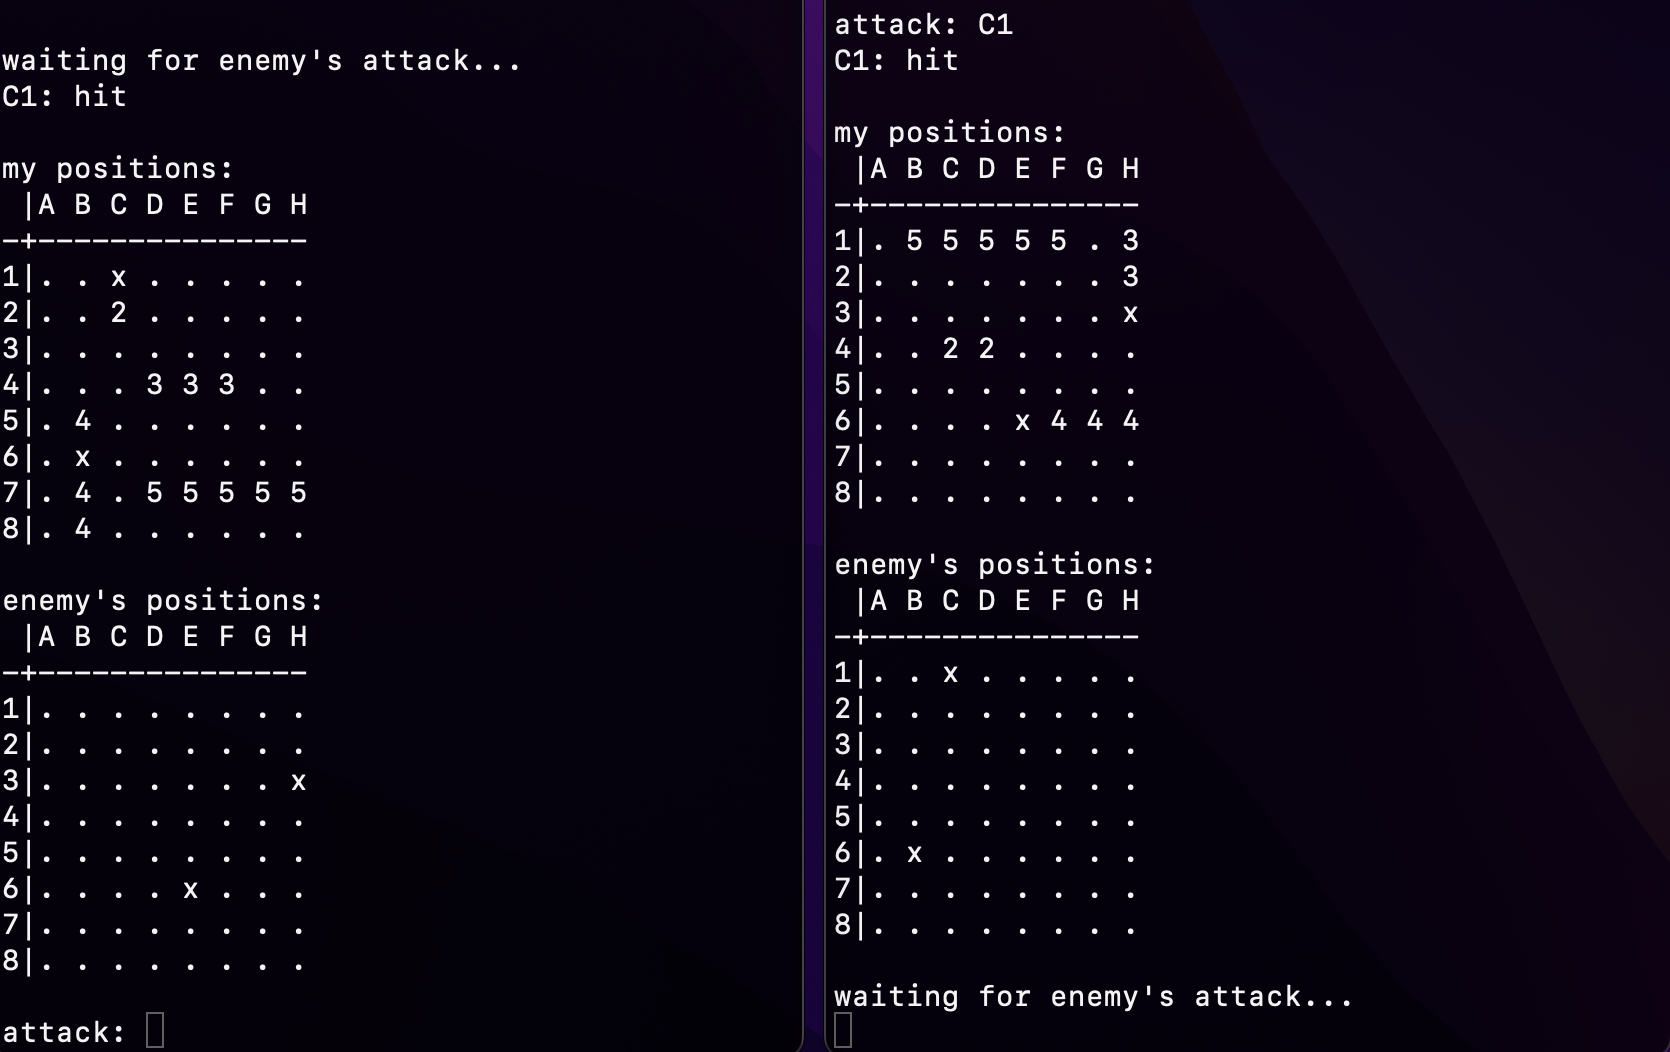 waiting for enemy's attack...
C1: hit
my positions:
 |A B C D E F G H
-+---------------
1|. . x . . . . .
2|. . 2 . . . . .
3|. . . . . . . .
4|. . . 3 3 3 . .
5|. 4 . . . . . .
6|. x . . . . . .
7|. 4 . 5 5 5 5 5
8|. 4 . . . . . .
enemy's positions:
 |A B C D E F G H
-+---------------
1|. . . . . . . .
2|. . . . . . . .
3|. . . . . . . x
4|. . . . . . . .
5|. . . . . . . .
6|. . . . x . . .
7|. . . . . . . .
8|. . . . . . . .
attack:
attack: C1
C1: hit
my positions:
 |A B C D E F G H
-+---------------
1|. 5 5 5 5 5 . 3
2|. . . . . . . 3
3|. . . . . . . x
4|. . 2 2 . . . .
5|. . . . . . . .
6|. . . . x 4 4 4
7|. . . . . . . .
8|. . . . . . . .
enemy's positions:
 |A B C D E F G H
-+---------------
1|. . x . . . . .
2|. . . . . . . .
3|. . . . . . . .
4|. . . . . . . .
5|. . . . . . . .
6|. x . . . . . .
7|. . . . . . . .
8|. . . . . . . .
waiting for enemy's attack...